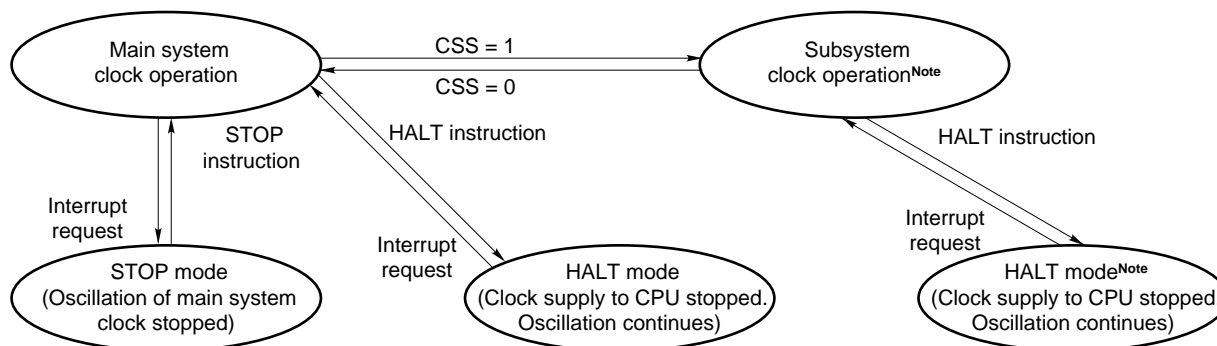 Main system
clock operation
CSS = 1
CSS = 0
Subsystem
clock operationNote
STOP
instruction
HALT instruction
HALT instruction
Interrupt
request
Interrupt
request
Interrupt
request
STOP mode
(Oscillation of main system
clock stopped)
HALT mode
(Clock supply to CPU stopped.
Oscillation continues)
HALT modeNote
(Clock supply to CPU stopped
Oscillation continues)